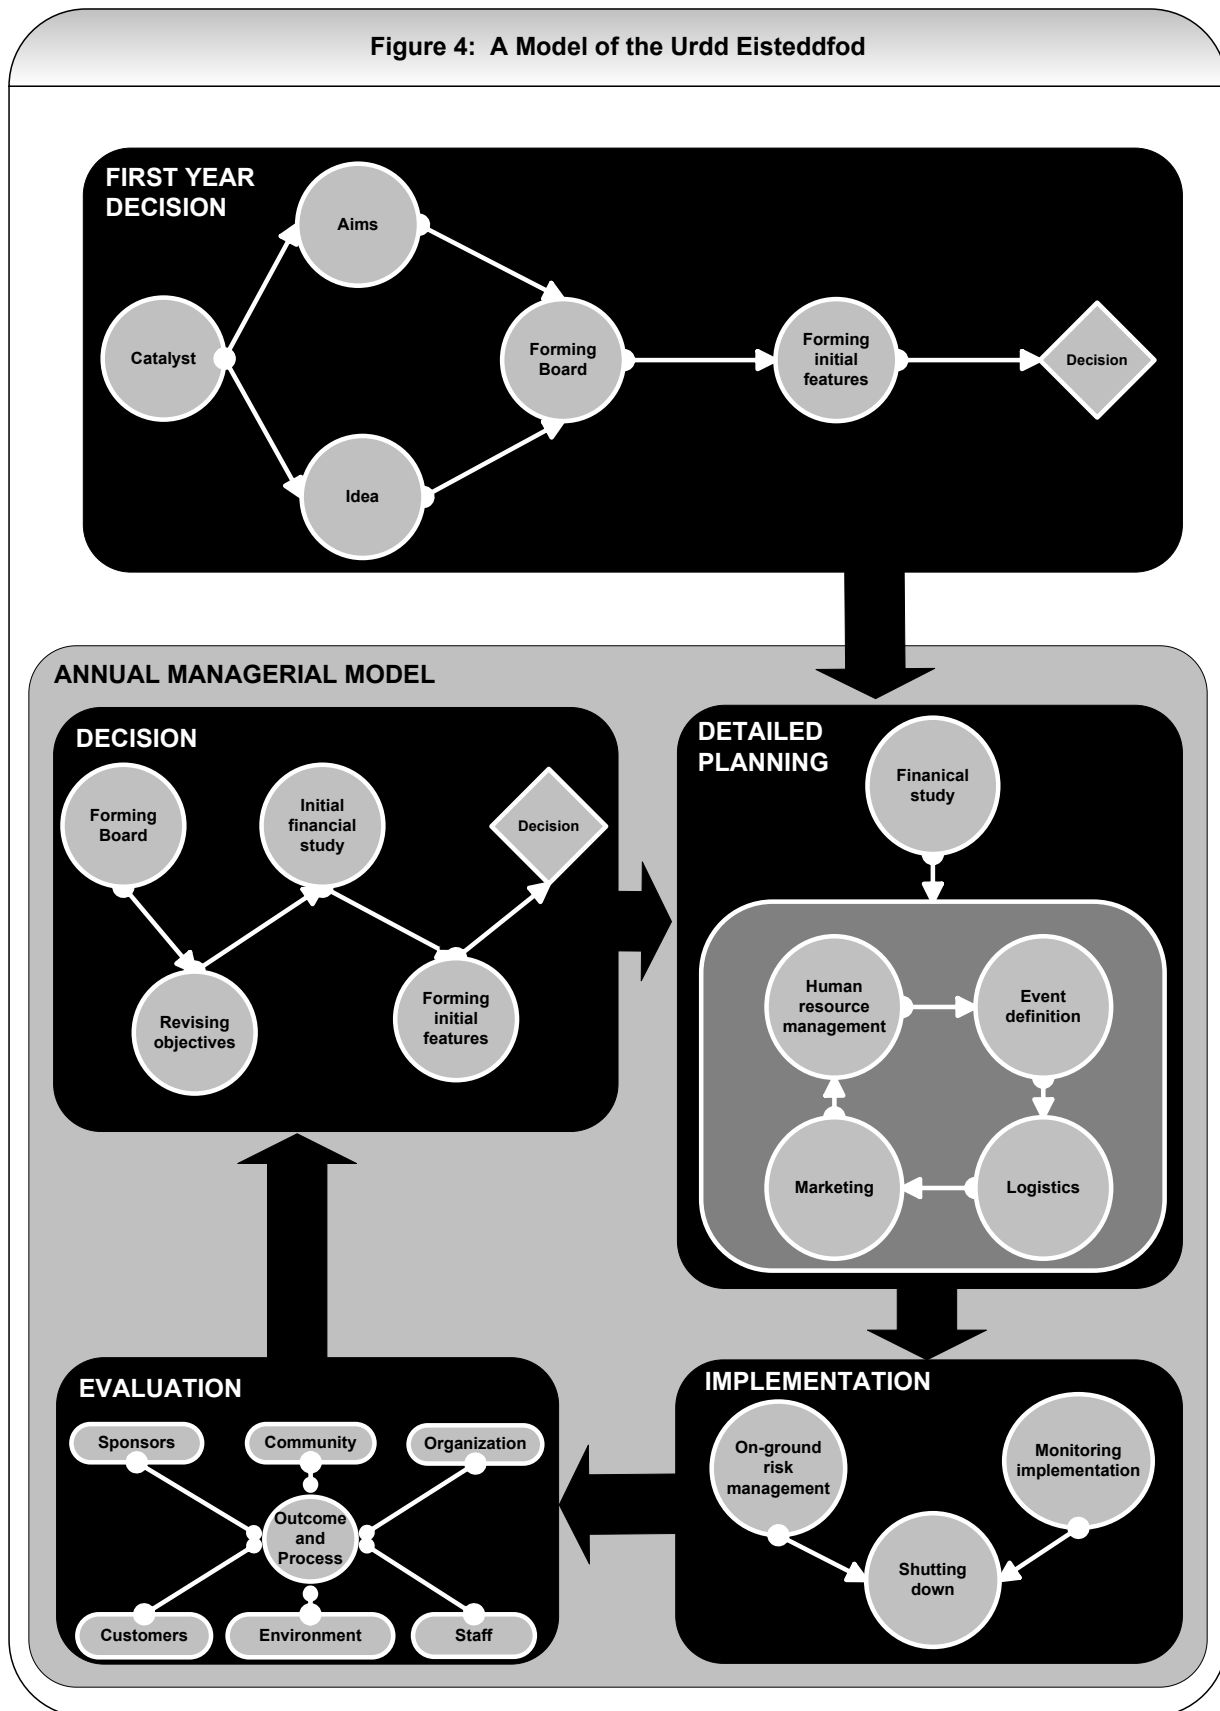 Figure 4:  A Model of the Urdd Eisteddfod
FIRST YEAR
DECISION
Aims
Catalyst
Idea
Forming
Board
Forming
initial
features
Decision
ANNUAL MANAGERIAL MODEL
DECISION
Forming
Board
Initial
financial
study
Decision
Revising
objectives
Forming
initial
features
DETAILED
PLANNING
Finanical
study
Human
resource
management
Event
definition
Marketing
Logistics
EVALUATION
Sponsors
Community
Organization
Outcome
and
Process
Customers
Environment
Staff
IMPLEMENTATION
On-ground
risk
management
Monitoring
implementation
Shutting
down